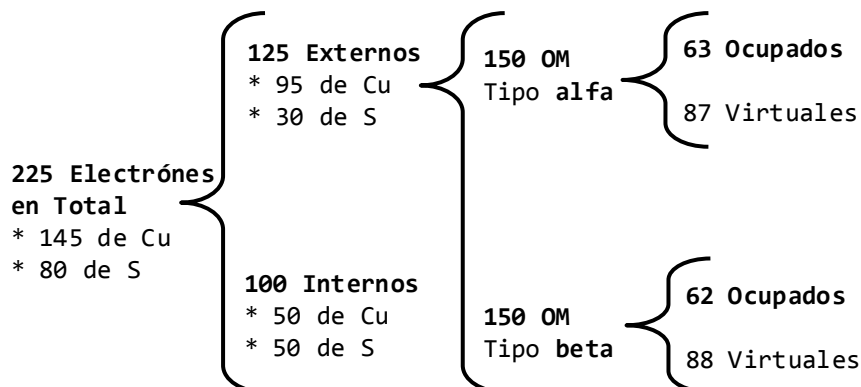 225 Electrónes
en Total
* 145 de Cu
* 80 de S
125 Externos
* 95 de Cu
* 30 de S
100 Internos
* 50 de Cu
* 50 de S
150 OM
Tipo alfa
150 OM
Tipo beta
63 Ocupados
87 Virtuales
62 Ocupados
88 Virtuales